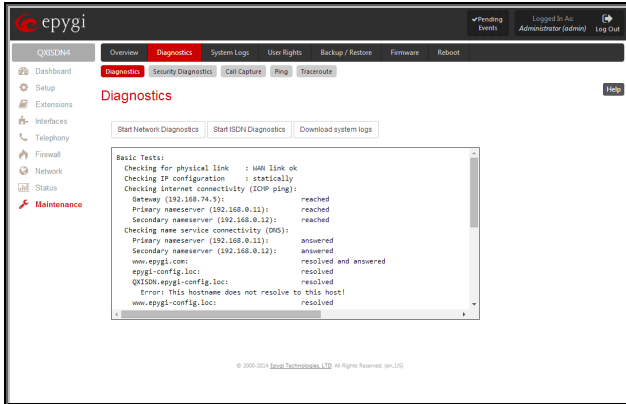 epygi
✔Pending Events
Logged In As: Administrator (admin)
Log Out
QXISDN4
Overview Diagnostics System Logs User Rights Backup / Restore Firmware Reboot
Dashboard
Setup
Extensions
Interfaces
Telephony
Firewall
Network
Status
Maintenance
Diagnostics Security Diagnostics Call Capture Ping Traceroute
Help
Diagnostics
Start Network Diagnostics Start ISDN Diagnostics Download system logs
Basic Tests:
Checking for physical link : WAN link ok
Checking IP configuration : statically
Checking internet connectivity (ICMP ping):
Gateway (192.168.74.5): reached
Primary nameserver (192.168.0.11): reached
Secondary nameserver (192.168.0.12): reached
Checking name service connectivity (DNS):
Primary nameserver (192.168.0.11): answered
Secondary nameserver (192.168.0.12): answered
www.epygi.com: resolved and answered
epygi-config.loc: resolved
QXISDN.epygi-config.loc: resolved
Error: This hostname does not resolve to this host!
www.epygi-config.loc: resolved
© 2000-2014 Epygi Technologies, LTD. All Rights Reserved. (en_US)